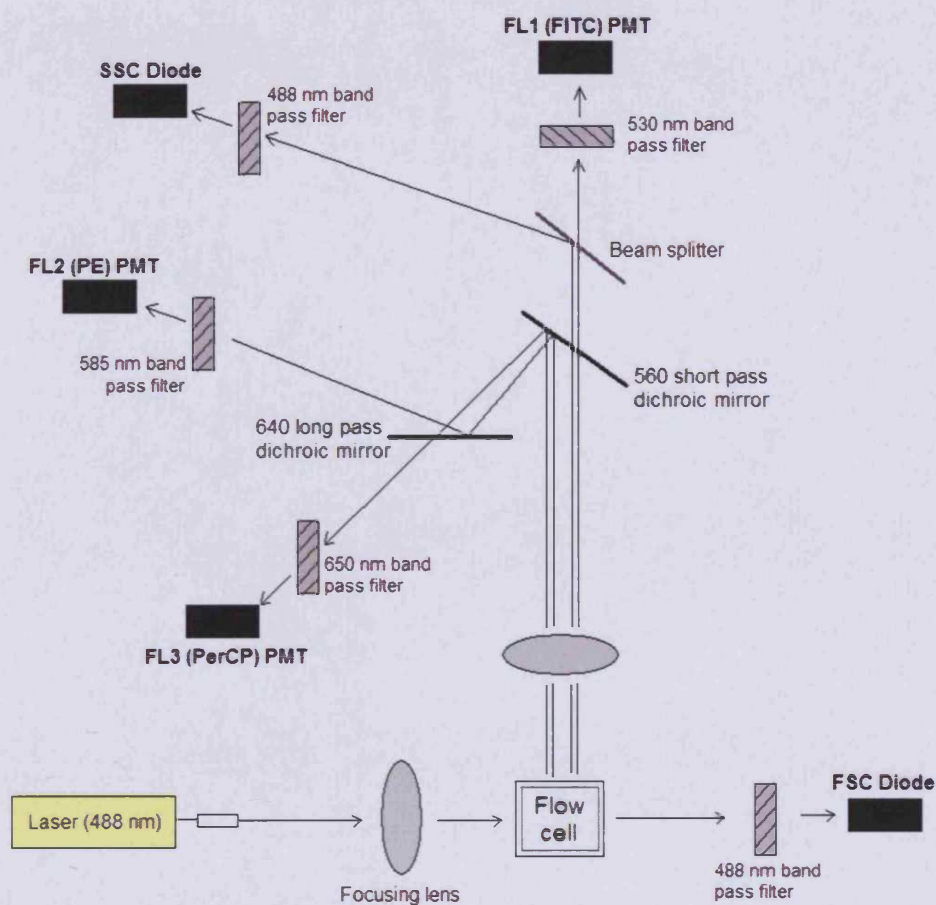 FL1 (FITC) PMT
SSC Diode
488 nm band
pass filter
530 nm band
pass filter
Beam splitter
FL2 (PE) PMT
585 nm band
pass filter
560 short pass
dichroic mirror
640 long pass
dichroic mirror
650 nm band
pass filter
FL3 (PerCP) PMT
FSC Diode
Laser (488 nm)
Flow
cell
488 nm band
pass filter
Focusing lens